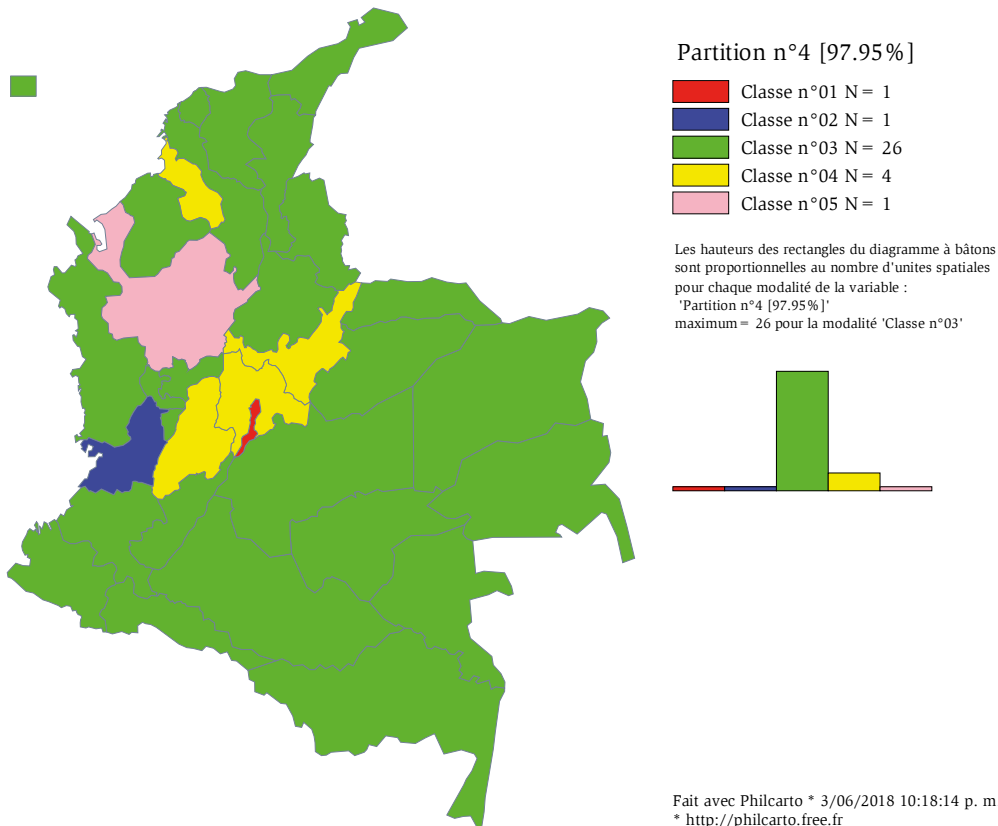 Partition n°4 [97.95%]
Classe n°01 N = 1
Classe n°02 N = 1
Classe n°03 N = 26
Classe n°04 N = 4
Classe n°05 N = 1
Les hauteurs des rectangles du diagramme à bâtons
sont proportionnelles au nombre d'unites spatiales
pour chaque modalité de la variable :
'Partition n°4 [97.95%]'
maximum = 26 pour la modalité 'Classe n°03'
Fait avec Philcarto * 3/06/2018 10:18:14 p. m
* http://philcarto.free.fr